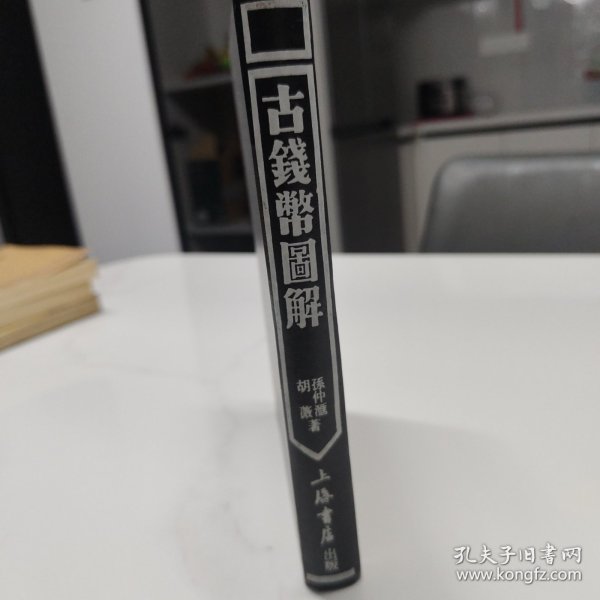 古錢幣圖解
孫仲滙
胡薇著
上海書店出版
孔夫子旧书网
www.kongfz.com